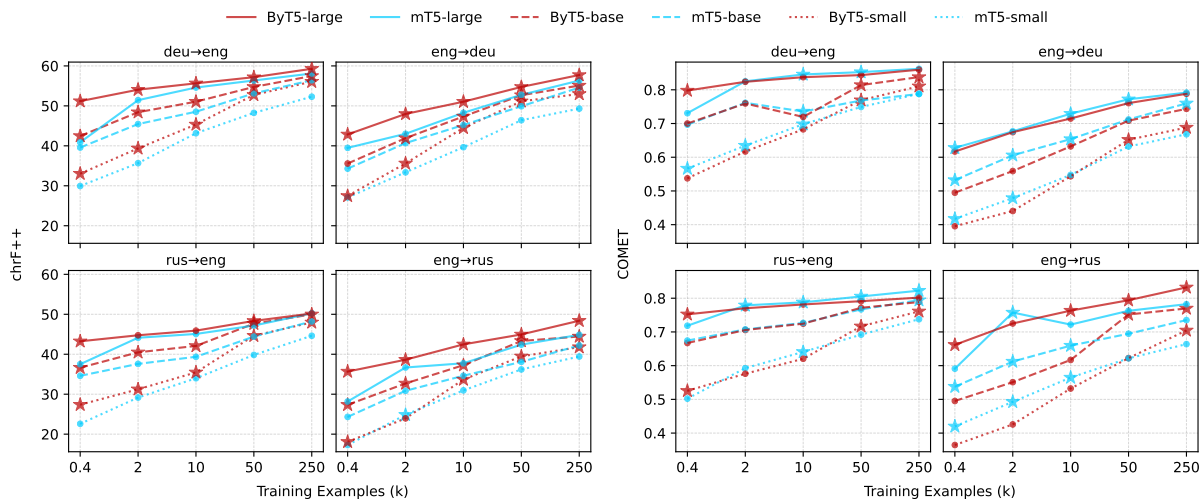 ByT5-large mT5-large ByT5-base mT5-base ByT5-small mT5-small
deu→eng
eng→deu
60
50
40
30
20
chrF++
rus→eng
eng→rus
60
50
40
30
20
0.4 2 10 50 250
0.4 2 10 50 250
Training Examples (k)
deu→eng
eng→deu
0.8
0.7
0.6
0.5
0.4
COMET
rus→eng
eng→rus
0.8
0.7
0.6
0.5
0.4
0.4 2 10 50 250
0.4 2 10 50 250
Training Examples (k)